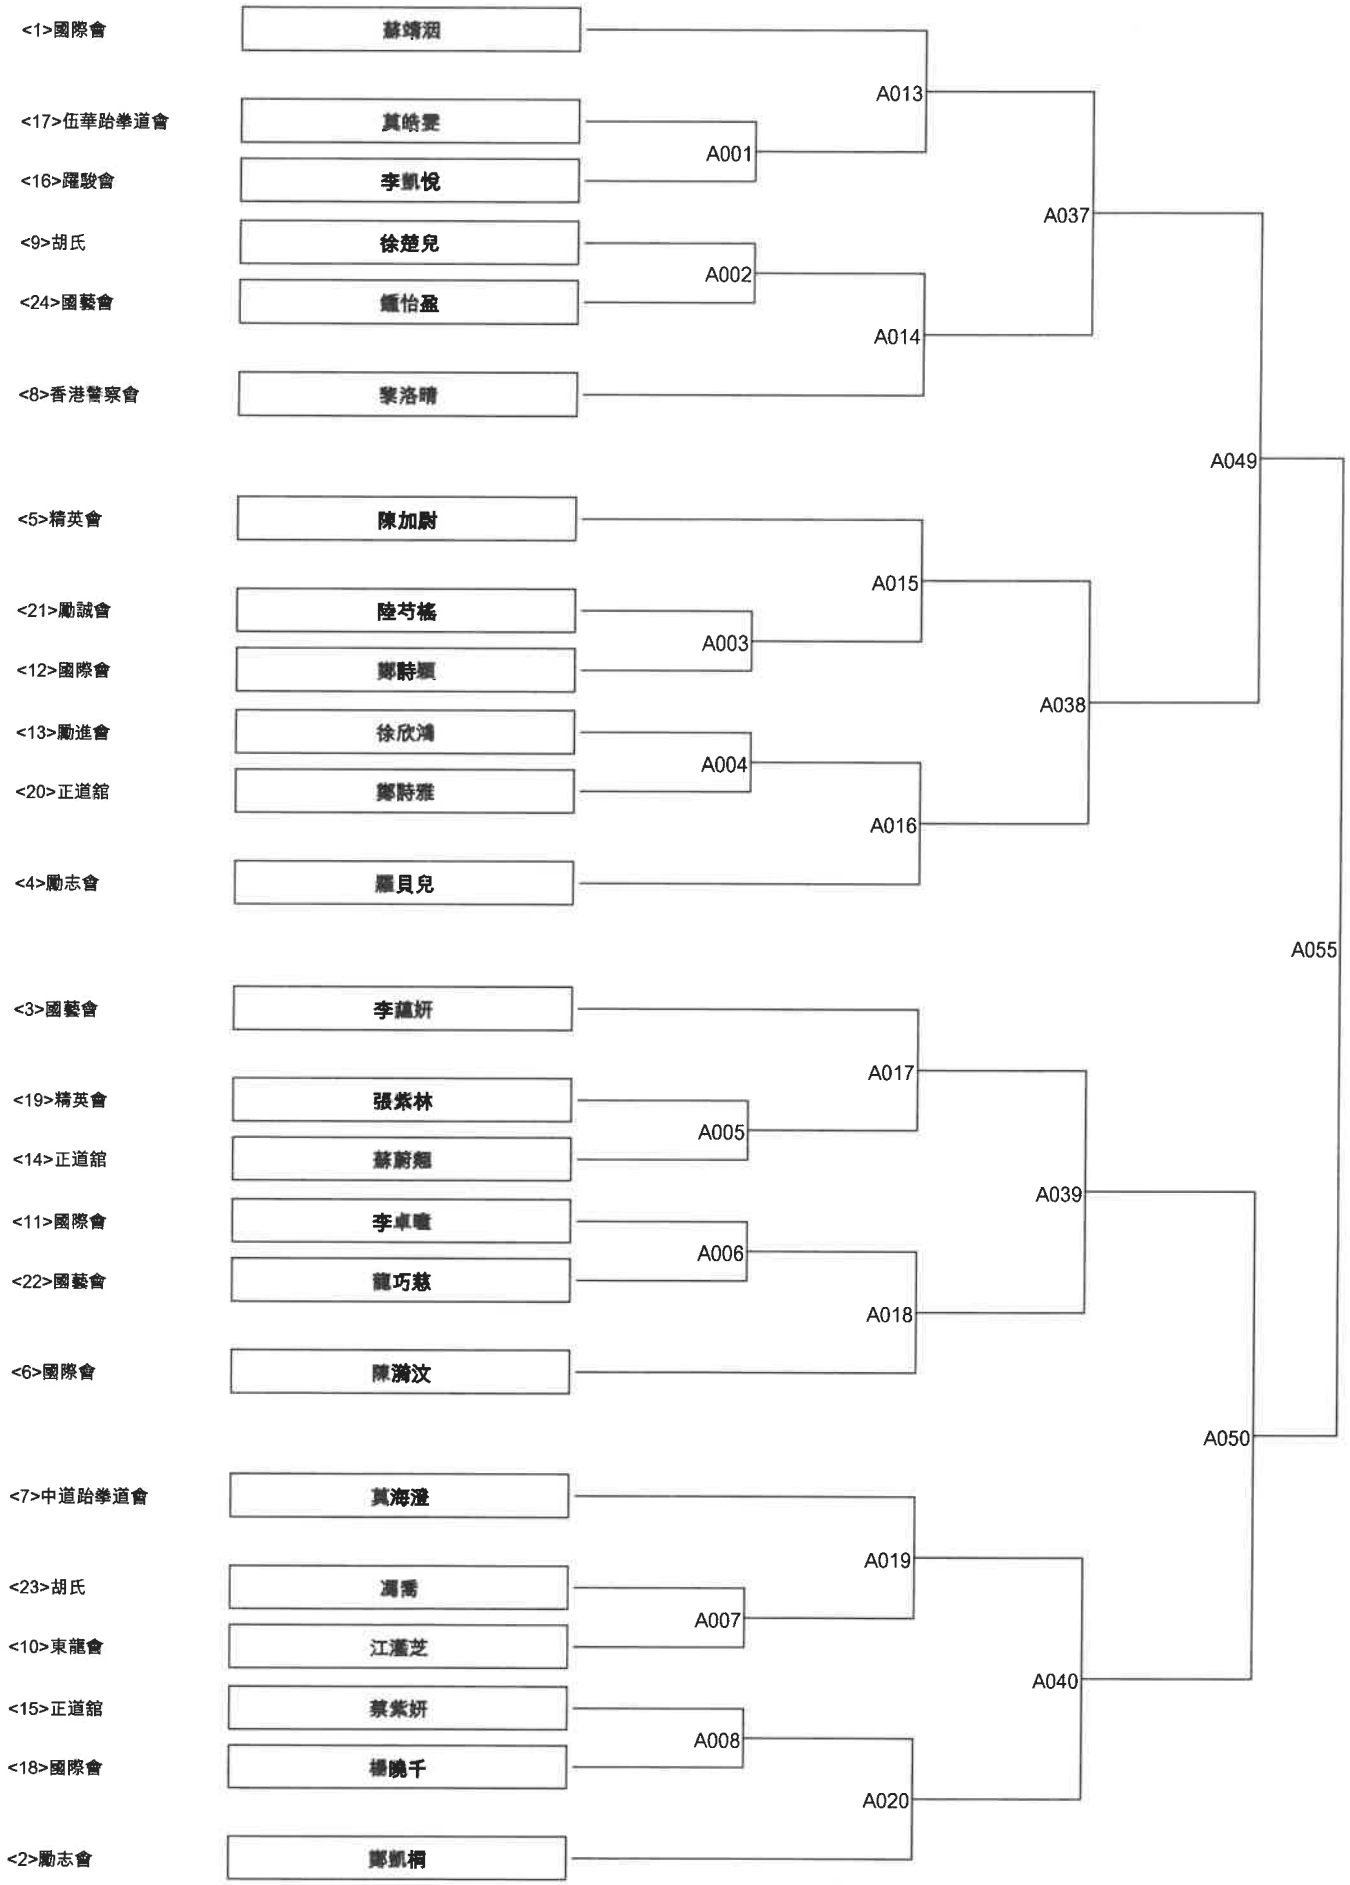 <1>國際會 蘇靖洇
A013
<17>伍華跆拳道會 莫皓雯
A001
<16>躍駿會 李凱悅
A037
<9>胡氏 徐楚兒
A002
<24>國藝會 鍾怡盈
A014
<8>香港警察會 黎洛晴
A049
<5>精英會 陳加尉
A015
<21>勵誠會 陸芍榣
A003
<12>國際會 鄭詩穎
A038
<13>勵進會 徐欣鴻
A004
<20>正道館 鄭詩雅
A016
<4>勵志會 羅貝兒
A055
<3>國藝會 李蘊妍
A017
<19>精英會 張紫林
A005
<14>正道館 蘇蔚翹
A039
<11>國際會 李卓曈
A006
<22>國藝會 龍巧慈
A018
<6>國際會 陳漪汶
A050
<7>中道跆拳道會 莫海澄
A019
<23>胡氏 馮喬
A007
<10>東龍會 江灩芝
A040
<15>正道館 蔡紫妍
A008
<18>國際會 楊曉千
A020
<2>勵志會 鄭凱桐